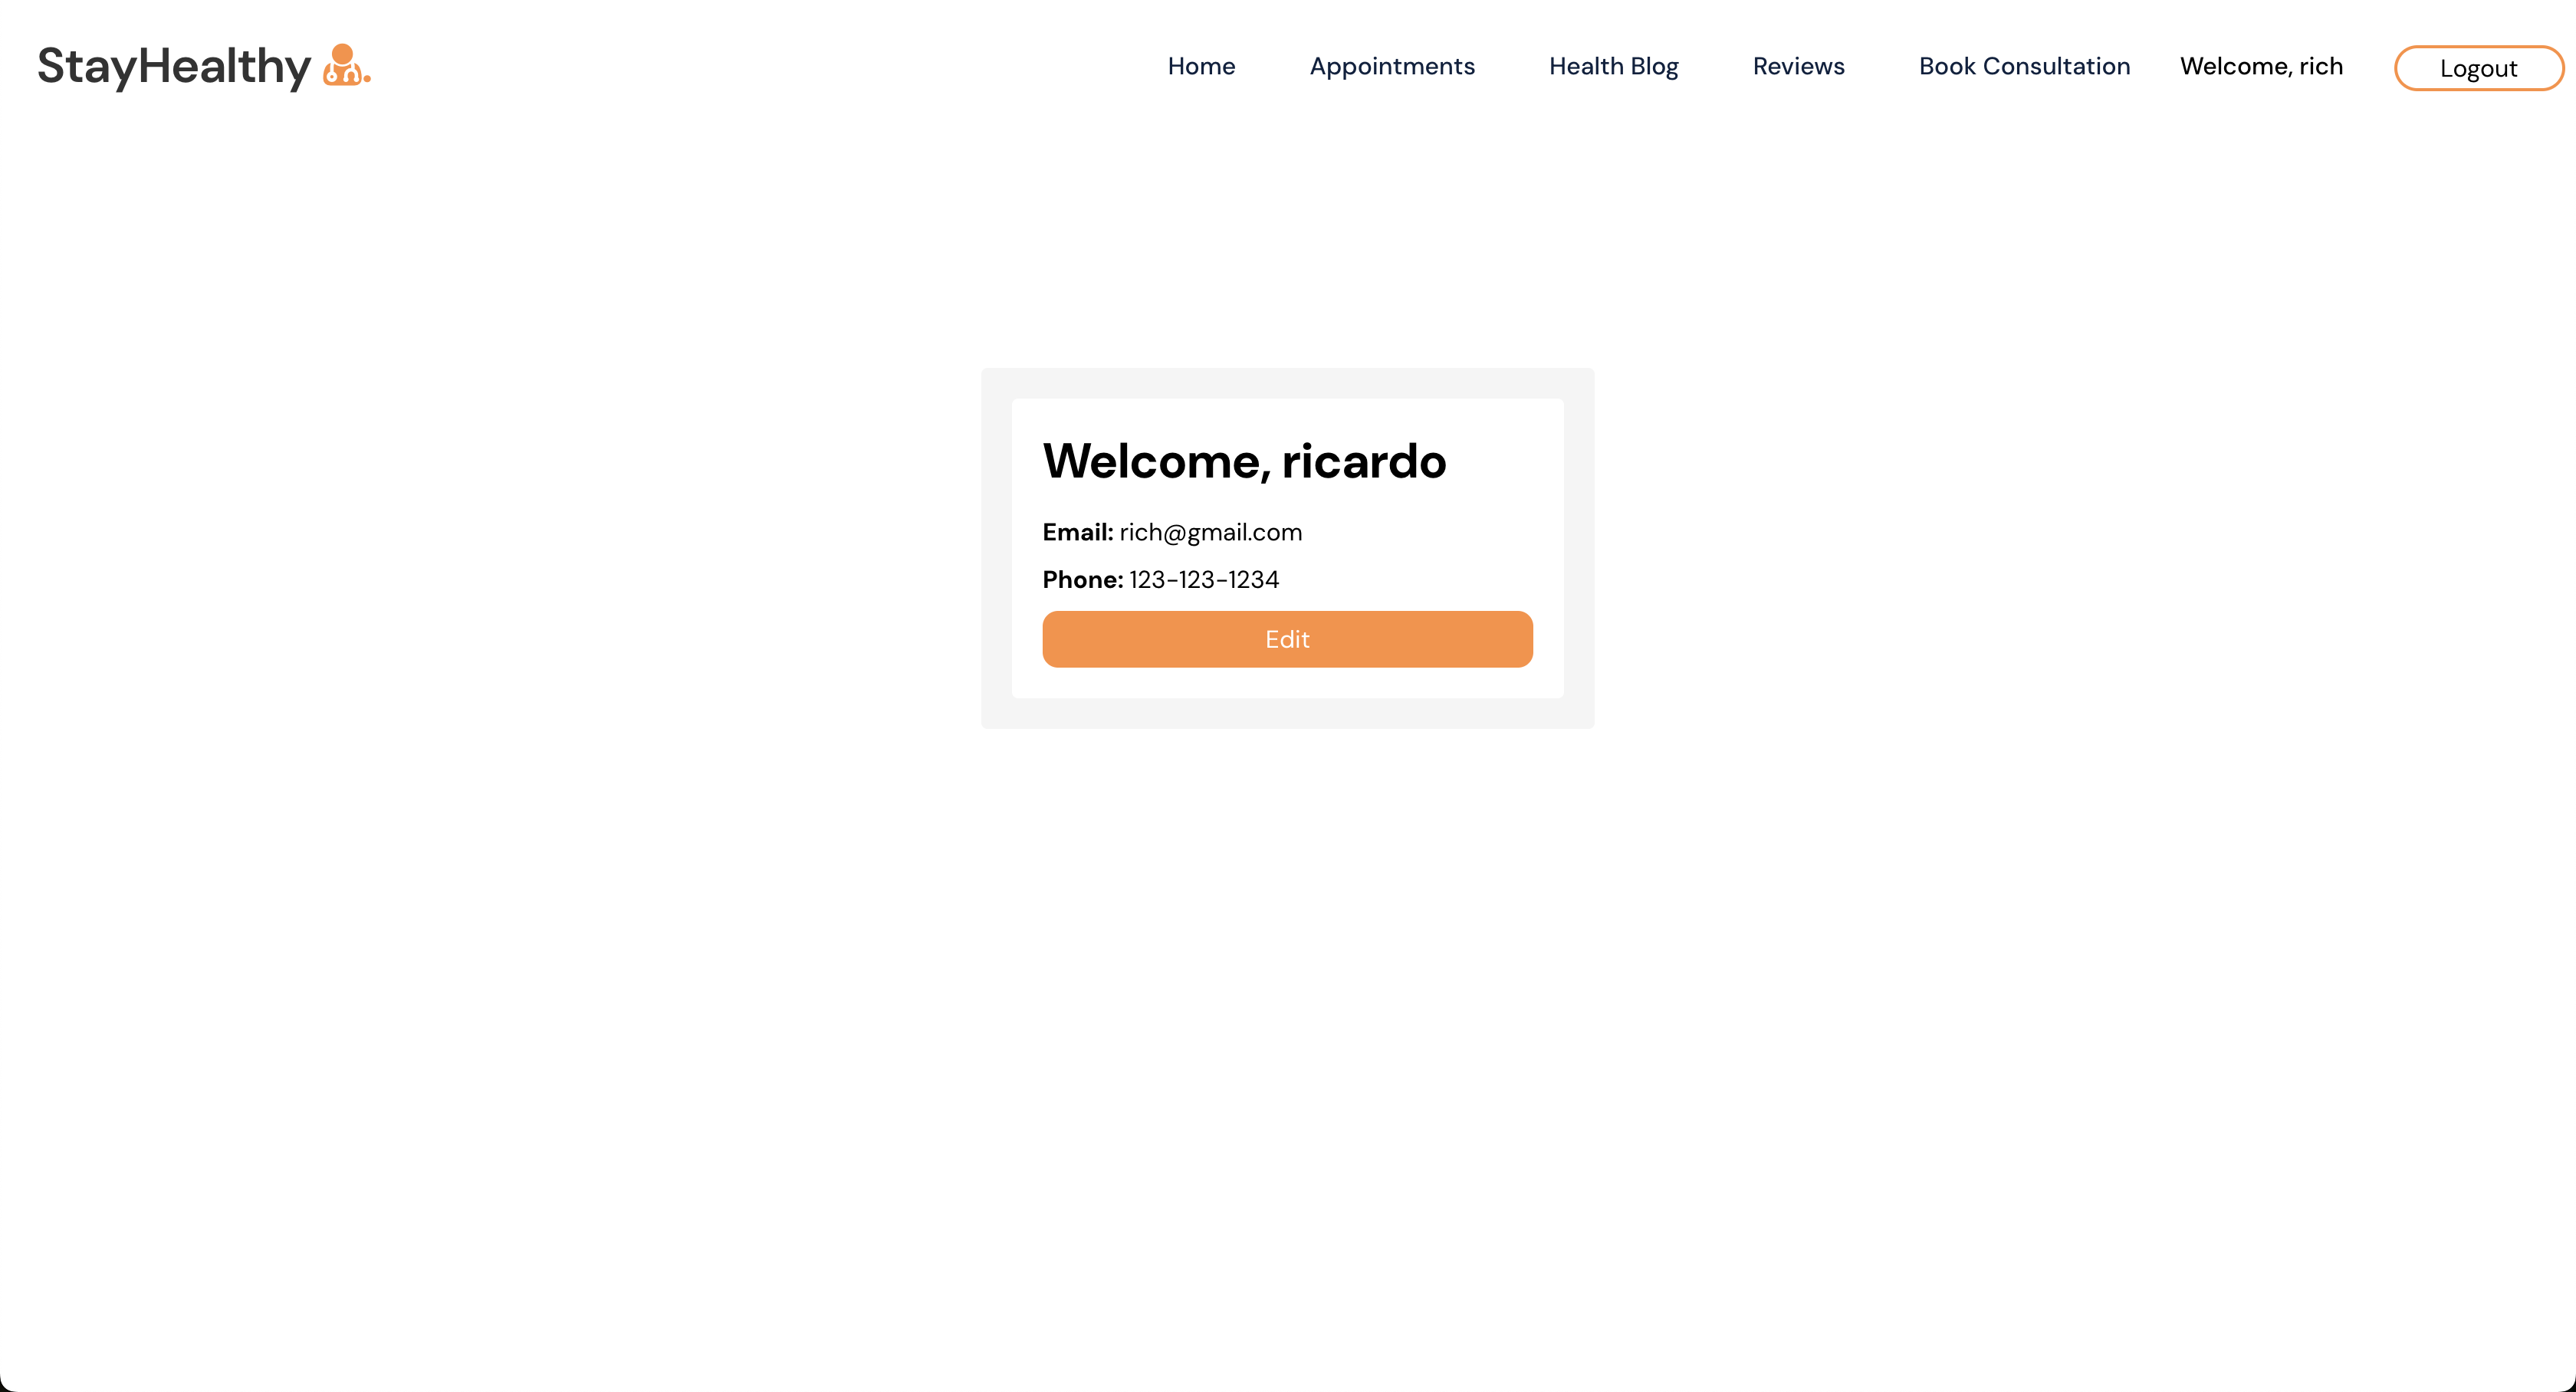 StayHealthy
Home Appointments Health Blog Reviews Book Consultation Welcome, rich Logout
Welcome, ricardo
Email: rich@gmail.com
Phone: 123-123-1234
Edit